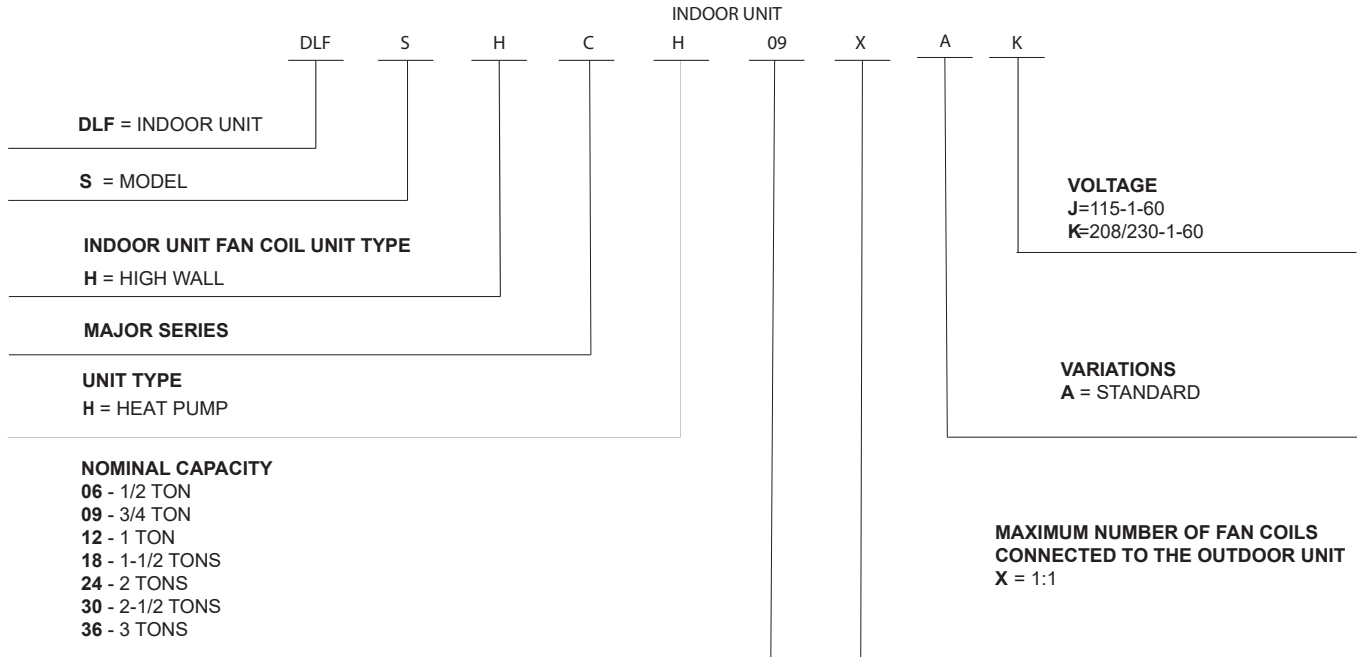 INDOOR UNIT
DLF S H C H 09 X A K
DLF = INDOOR UNIT
S = MODEL
INDOOR UNIT FAN COIL UNIT TYPE
H = HIGH WALL
MAJOR SERIES
UNIT TYPE
H = HEAT PUMP
NOMINAL CAPACITY
06 - 1/2 TON
09 - 3/4 TON
12 - 1 TON
18 - 1-1/2 TONS
24 - 2 TONS
30 - 2-1/2 TONS
36 - 3 TONS
VOLTAGE
J=115-1-60
K=208/230-1-60
VARIATIONS
A = STANDARD
MAXIMUM NUMBER OF FAN COILS
CONNECTED TO THE OUTDOOR UNIT
X = 1:1